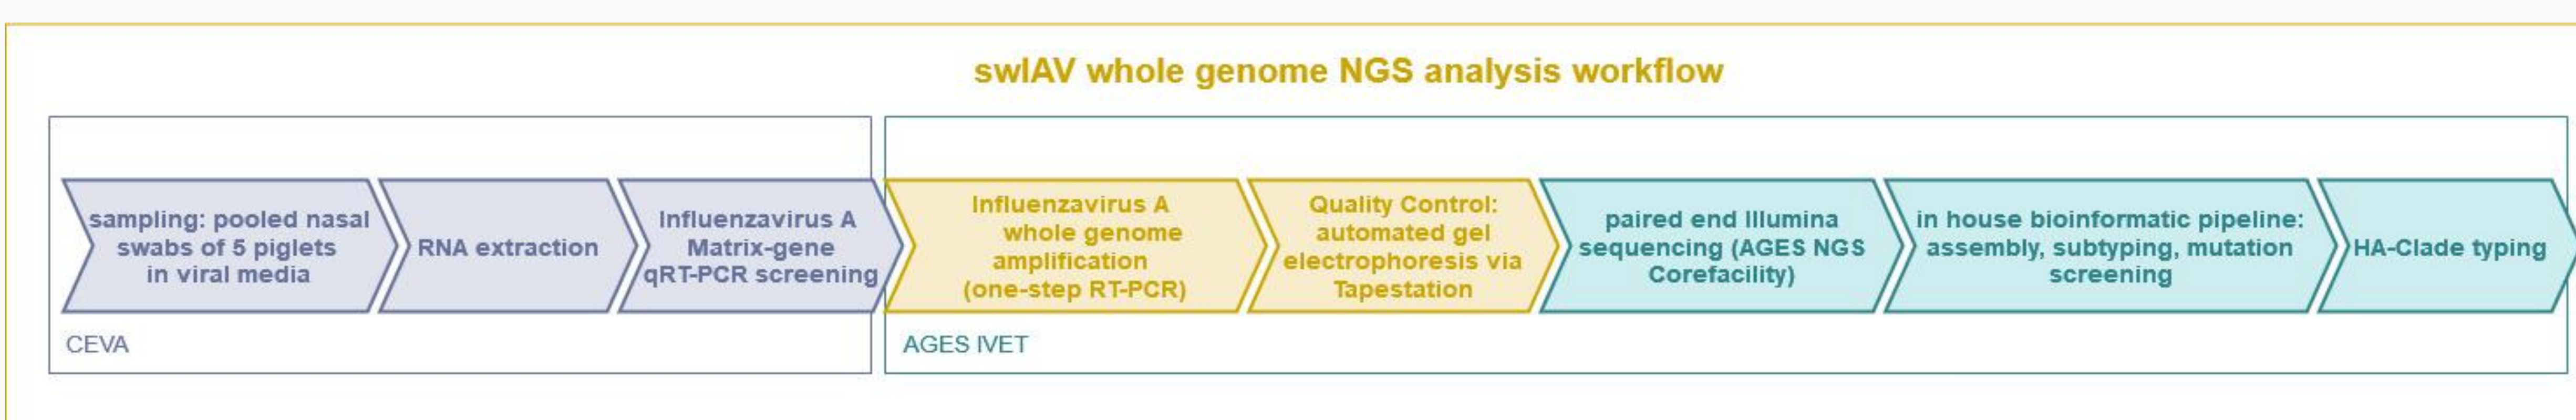 swIAV whole genome NGS analysis workflow
sampling: pooled nasal
swabs of 5 piglets
in viral media
RNA extraction
Influenzavirus A
Matrix-gene
qRT-PCR screening
Influenzavirus A
whole genome
amplification
(one-step RT-PCR)
Quality Control:
automated gel
electrophoresis via
Tapestation
paired end Illumina
sequencing (AGES NGS
Corefacility)
in house bioinformatic pipeline:
assembly, subtyping, mutation
screening
HA-Clade typing
CEVA
AGES IVET